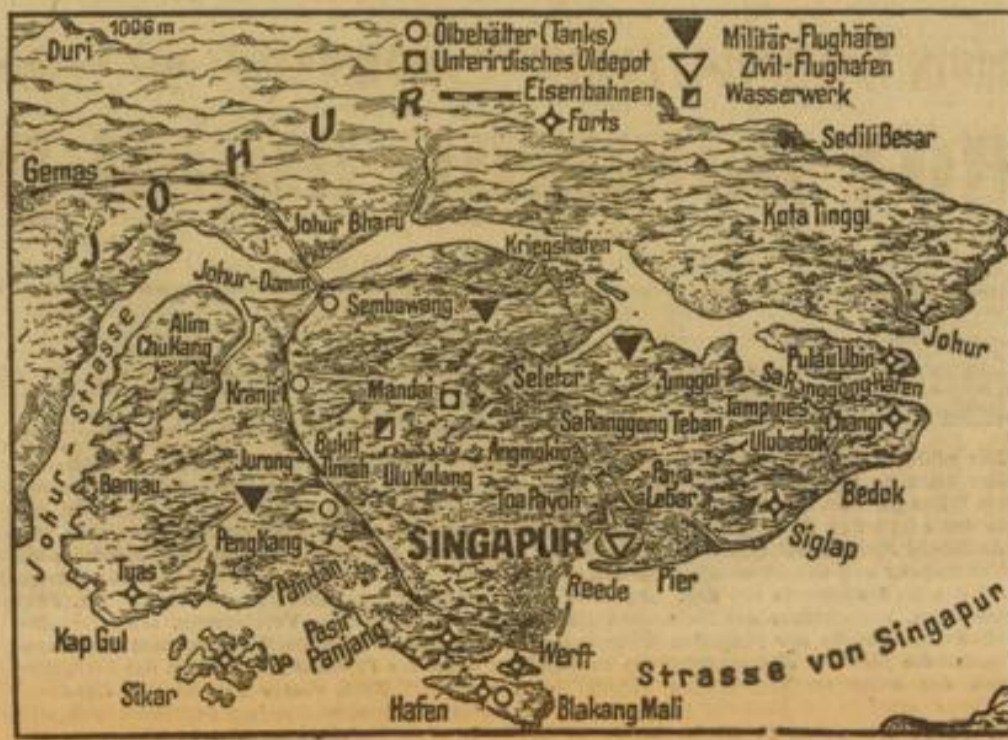 1006 m
Duri
Ölbehälter (Tanks)
Unterirdisches Öldepot
Eisenbahnen
Forts
Militär-Flughäfen
Zivil-Flughafen
Wasserwerk
JOHUR
Gemas
Sedili Besar
Kota Tinggi
Johur Bharu
Kriegshafen
Johur-Damm
Sembawang
Johur
Alim
Chu Kang
Johur-Strasse
Kranji
Mandai
Seletar
Junggol
Pulau Ubin
Sa Ranggong-Hafen
Changi
Tampines
Sa Ranggong Teban
Ulubedok
Bukit
Timah
Ulu Kalang
Angmokio
Jurong
Benjau
Toa Payoh
Paya
Lebar
Bedok
Siglap
Peng Kang
SINGAPUR
Pier
Reede
Tuas
Pandan
Pasir
Panjang
Kap Gul
Sikar
Werft
Hafen
Blakang Mali
Strasse von Singapur